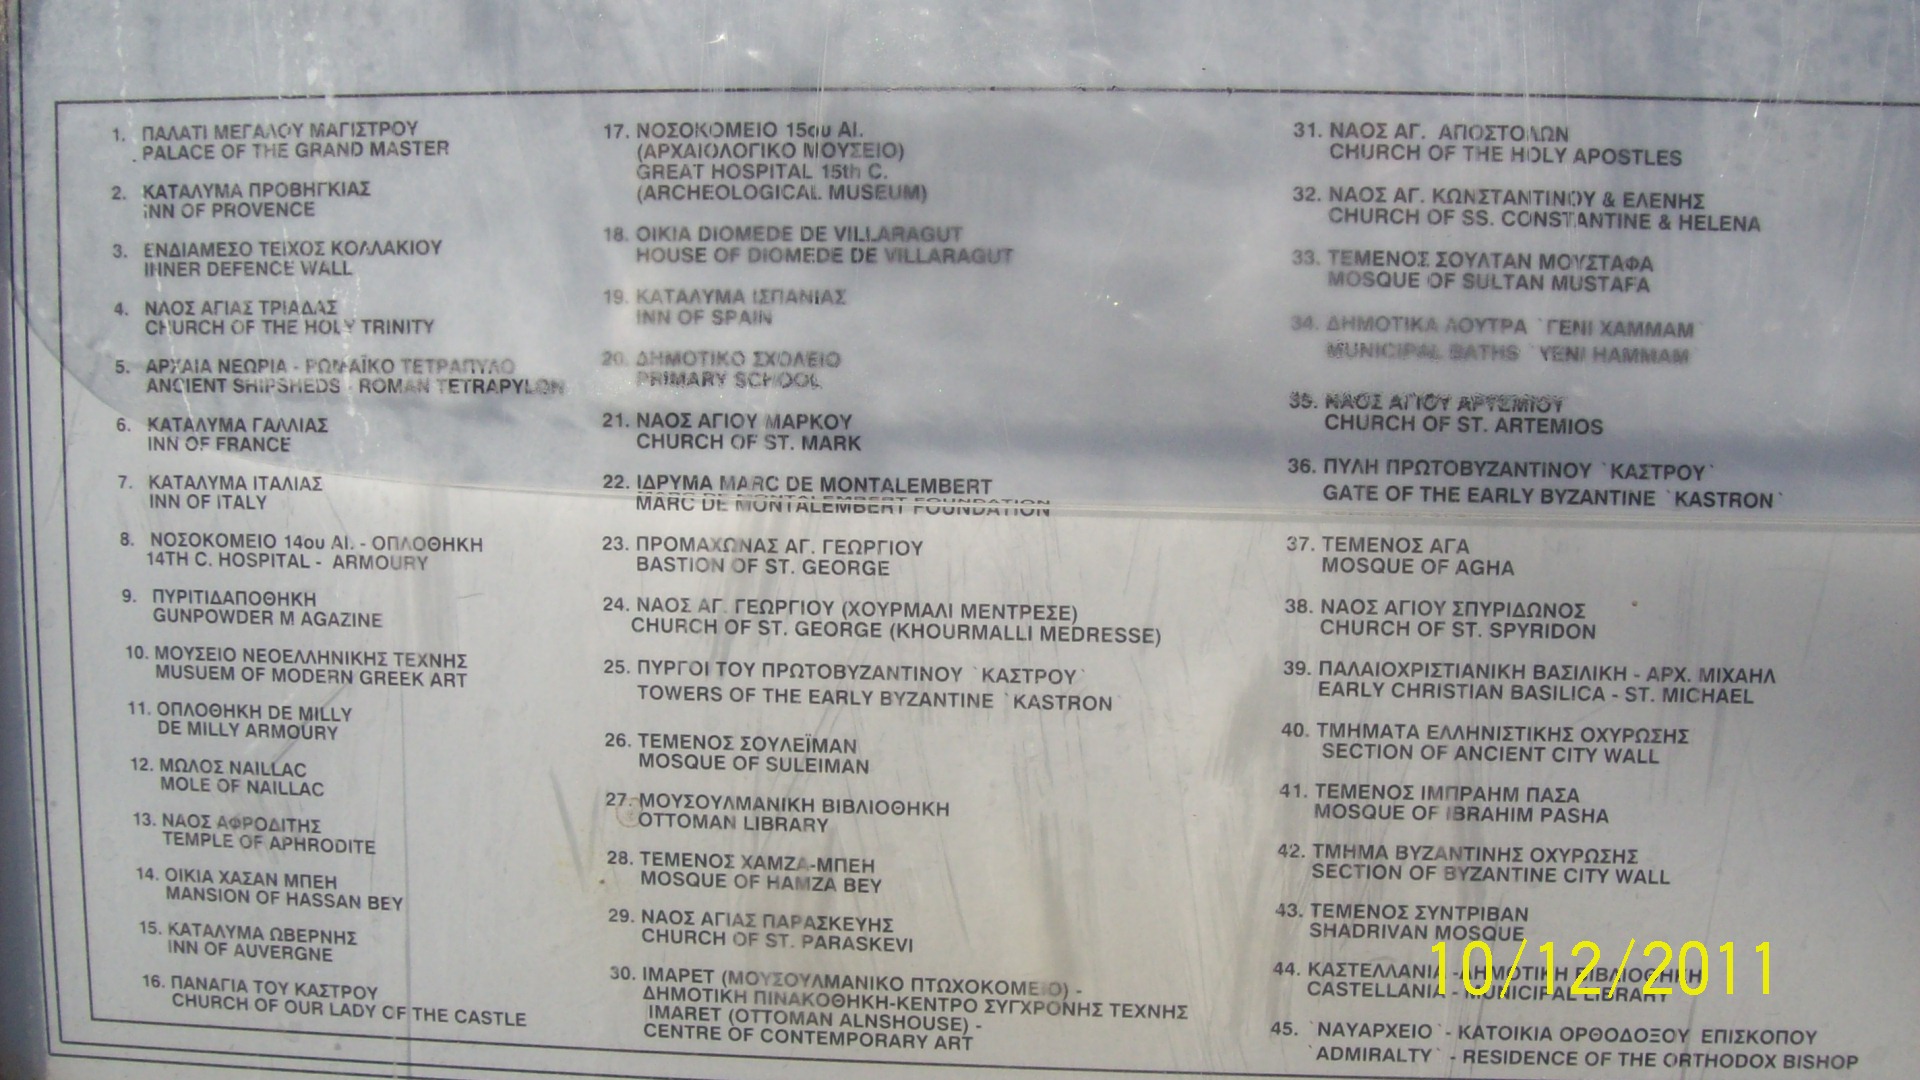 1. ΠΑΛΑΤΙ ΜΕΓΑΛΟΥ ΜΑΓΙΣΤΡΟΥ
PALACE OF THE GRAND MASTER
2. ΚΑΤΑΛΥΜΑ ΠΡΟΒΗΓΚΙΑΣ
INN OF PROVENCE
3. ΕΝΔΙΑΜΕΣΟ ΤΕΙΧΟΣ ΚΟΛΛΑΚΙΟΥ
INNER DEFENCE WALL
4. ΝΑΟΣ ΑΓΙΑΣ ΤΡΙΑΔΑΣ
CHURCH OF THE HOLY TRINITY
5. ΑΡΧΑΙΑ ΝΕΩΡΙΑ - ΡΩΜΑΪΚΟ ΤΕΤΡΑΠΥΛΟ
ANCIENT SHIPSHEDS - ROMAN TETRAPYLON
6. ΚΑΤΑΛΥΜΑ ΓΑΛΛΙΑΣ
INN OF FRANCE
7. ΚΑΤΑΛΥΜΑ ΙΤΑΛΙΑΣ
INN OF ITALY
8. ΝΟΣΟΚΟΜΕΙΟ 14ου ΑΙ. - ΟΠΛΟΘΗΚΗ
14TH C. HOSPITAL - ARMOURY
9. ΠΥΡΙΤΙΔΑΠΟΘΗΚΗ
GUNPOWDER M AGAZINE
10. ΜΟΥΣΕΙΟ ΝΕΟΕΛΛΗΝΙΚΗΣ ΤΕΧΝΗΣ
MUSUEM OF MODERN GREEK ART
11. ΟΠΛΟΘΗΚΗ DE MILLY
DE MILLY ARMOURY
12. ΜΩΛΟΣ NAILLAC
MOLE OF NAILLAC
13. ΝΑΟΣ ΑΦΡΟΔΙΤΗΣ
TEMPLE OF APHRODITE
14. ΟΙΚΙΑ ΧΑΣΑΝ ΜΠΕΗ
MANSION OF HASSAN BEY
15. ΚΑΤΑΛΥΜΑ ΩΒΕΡΝΗΣ
INN OF AUVERGNE
16. ΠΑΝΑΓΙΑ ΤΟΥ ΚΑΣΤΡΟΥ
CHURCH OF OUR LADY OF THE CASTLE
17. ΝΟΣΟΚΟΜΕΙΟ 15ου ΑΙ.
(ΑΡΧΑΙΟΛΟΓΙΚΟ ΜΟΥΣΕΙΟ)
GREAT HOSPITAL 15th C.
(ARCHEOLOGICAL MUSEUM)
18. ΟΙΚΙΑ DIOMEDE DE VILLARAGUT
HOUSE OF DIOMEDE DE VILLARAGUT
19. ΚΑΤΑΛΥΜΑ ΙΣΠΑΝΙΑΣ
INN OF SPAIN
20. ΔΗΜΟΤΙΚΟ ΣΧΟΛΕΙΟ
PRIMARY SCHOOL
21. ΝΑΟΣ ΑΓΙΟΥ ΜΑΡΚΟΥ
CHURCH OF ST. MARK
22. ΙΔΡΥΜΑ MARC DE MONTALEMBERT
MARC DE MONTALEMBERT FOUNDATION
23. ΠΡΟΜΑΧΩΝΑΣ ΑΓ. ΓΕΩΡΓΙΟΥ
BASTION OF ST. GEORGE
24. ΝΑΟΣ ΑΓ. ΓΕΩΡΓΙΟΥ (ΧΟΥΡΜΑΛΙ ΜΕΝΤΡΕΣΕ)
CHURCH OF ST. GEORGE (KHOURMALLI MEDRESSE)
25. ΠΥΡΓΟΙ ΤΟΥ ΠΡΩΤΟΒΥΖΑΝΤΙΝΟΥ `ΚΑΣΤΡΟΥ`
TOWERS OF THE EARLY BYZANTINE `KASTRON`
26. ΤΕΜΕΝΟΣ ΣΟΥΛΕΪΜΑΝ
MOSQUE OF SULEIMAN
27. ΜΟΥΣΟΥΛΜΑΝΙΚΗ ΒΙΒΛΙΟΘΗΚΗ
OTTOMAN LIBRARY
28. ΤΕΜΕΝΟΣ ΧΑΜΖΑ-ΜΠΕΗ
MOSQUE OF HAMZA BEY
29. ΝΑΟΣ ΑΓΙΑΣ ΠΑΡΑΣΚΕΥΗΣ
CHURCH OF ST. PARASKEVI
30. ΙΜΑΡΕΤ (ΜΟΥΣΟΥΛΜΑΝΙΚΟ ΠΤΩΧΟΚΟΜΕΙΟ) -
ΔΗΜΟΤΙΚΗ ΠΙΝΑΚΟΘΗΚΗ-ΚΕΝΤΡΟ ΣΥΓΧΡΟΝΗΣ ΤΕΧΝΗΣ
IMARET (OTTOMAN ALNSHOUSE) -
CENTRE OF CONTEMPORARY ART
31. ΝΑΟΣ ΑΓ. ΑΠΟΣΤΟΛΩΝ
CHURCH OF THE HOLY APOSTLES
32. ΝΑΟΣ ΑΓ. ΚΩΝΣΤΑΝΤΙΝΟΥ & ΕΛΕΝΗΣ
CHURCH OF SS. CONSTANTINE & HELENA
33. ΤΕΜΕΝΟΣ ΣΟΥΛΤΑΝ ΜΟΥΣΤΑΦΑ
MOSQUE OF SULTAN MUSTAFA
34. ΔΗΜΟΤΙΚΑ ΛΟΥΤΡΑ `ΓΕΝΙ ΧΑΜΜΑΜ`
MUNICIPAL BATHS `YENI HAMMAM`
35. ΝΑΟΣ ΑΓΙΟΥ ΑΡΤΕΜΙΟΥ
CHURCH OF ST. ARTEMIOS
36. ΠΥΛΗ ΠΡΩΤΟΒΥΖΑΝΤΙΝΟΥ `ΚΑΣΤΡΟΥ`
GATE OF THE EARLY BYZANTINE `KASTRON`
37. ΤΕΜΕΝΟΣ ΑΓΑ
MOSQUE OF AGHA
38. ΝΑΟΣ ΑΓΙΟΥ ΣΠΥΡΙΔΩΝΟΣ
CHURCH OF ST. SPYRIDON
39. ΠΑΛΑΙΟΧΡΙΣΤΙΑΝΙΚΗ ΒΑΣΙΛΙΚΗ - ΑΡΧ. ΜΙΧΑΗΛ
EARLY CHRISTIAN BASILICA - ST. MICHAEL
40. ΤΜΗΜΑΤΑ ΕΛΛΗΝΙΣΤΙΚΗΣ ΟΧΥΡΩΣΗΣ
SECTION OF ANCIENT CITY WALL
41. ΤΕΜΕΝΟΣ ΙΜΠΡΑΗΜ ΠΑΣΑ
MOSQUE OF IBRAHIM PASHA
42. ΤΜΗΜΑ ΒΥΖΑΝΤΙΝΗΣ ΟΧΥΡΩΣΗΣ
SECTION OF BYZANTINE CITY WALL
43. ΤΕΜΕΝΟΣ ΣΥΝΤΡΙΒΑΝ
SHADRIVAN MOSQUE
44. ΚΑΣΤΕΛΛΑΝΙΑ -ΔΗΜΟΤΙΚΗ ΒΙΒΛΙΟΘΗΚΗ
CASTELLANIA - MUNICIPAL LIBRARY
45. `ΝΑΥΑΡΧΕΙΟ` - ΚΑΤΟΙΚΙΑ ΟΡΘΟΔΟΞΟΥ ΕΠΙΣΚΟΠΟΥ
`ADMIRALTY` - RESIDENCE OF THE ORTHODOX BISHOP
10/12/2011